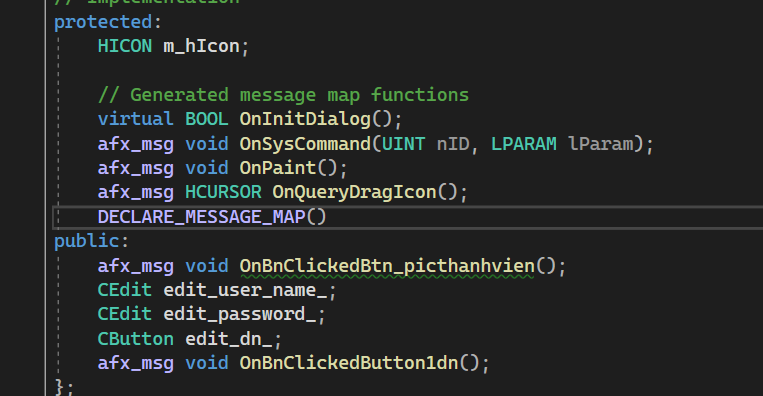 // Implementation
protected:
HICON m_hIcon;
// Generated message map functions
virtual BOOL OnInitDialog();
afx_msg void OnSysCommand(UINT nID, LPARAM lParam);
afx_msg void OnPaint();
afx_msg HCURSOR OnQueryDragIcon();
DECLARE_MESSAGE_MAP()
public:
afx_msg void OnBnClickedBtn_picthanhvien();
CEdit edit_user_name_;
CEdit edit_password_;
CButton edit_dn_;
afx_msg void OnBnClickedButton1dn();
};